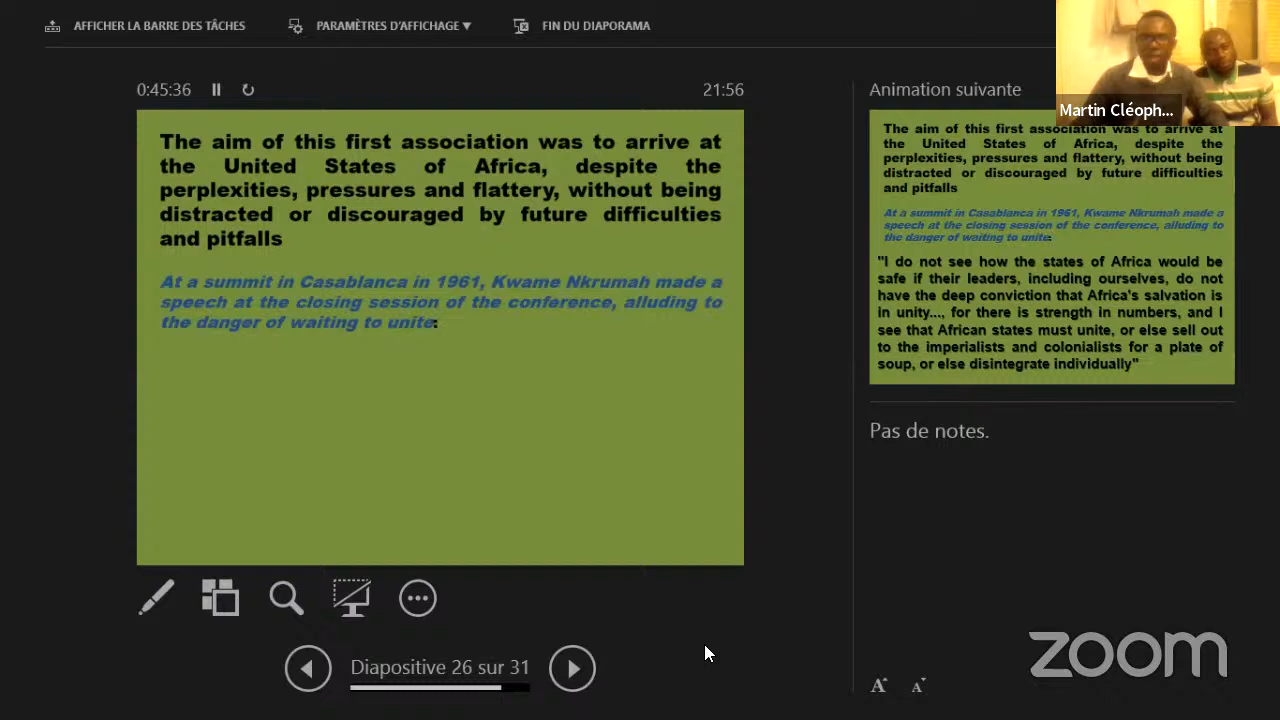 AFFICHER LA BARRE DES TÂCHES
PARAMÈTRES D'AFFICHAGE ▼
FIN DU DIAPORAMA
0:45:36
21:56
The aim of this first association was to arrive at
the United States of Africa, despite the
perplexities, pressures and flattery, without being
distracted or discouraged by future difficulties
and pitfalls
At a summit in Casablanca in 1961, Kwame Nkrumah made a
speech at the closing session of the conference, alluding to
the danger of waiting to unite:
Diapositive 26 sur 31
Animation suivante
Martin Cléoph...
The aim of this first association was to arrive at
the United States of Africa, despite the
perplexities, pressures and flattery, without being
distracted or discouraged by future difficulties
and pitfalls
At a summit in Casablanca in 1961, Kwame Nkrumah made a
speech at the closing session of the conference, alluding to
the danger of waiting to unite:
"I do not see how the states of Africa would be
safe if their leaders, including ourselves, do not
have the deep conviction that Africa's salvation is
in unity..., for there is strength in numbers, and I
see that African states must unite, or else sell out
to the imperialists and colonialists for a plate of
soup, or else disintegrate individually"
Pas de notes.
zoom
A A